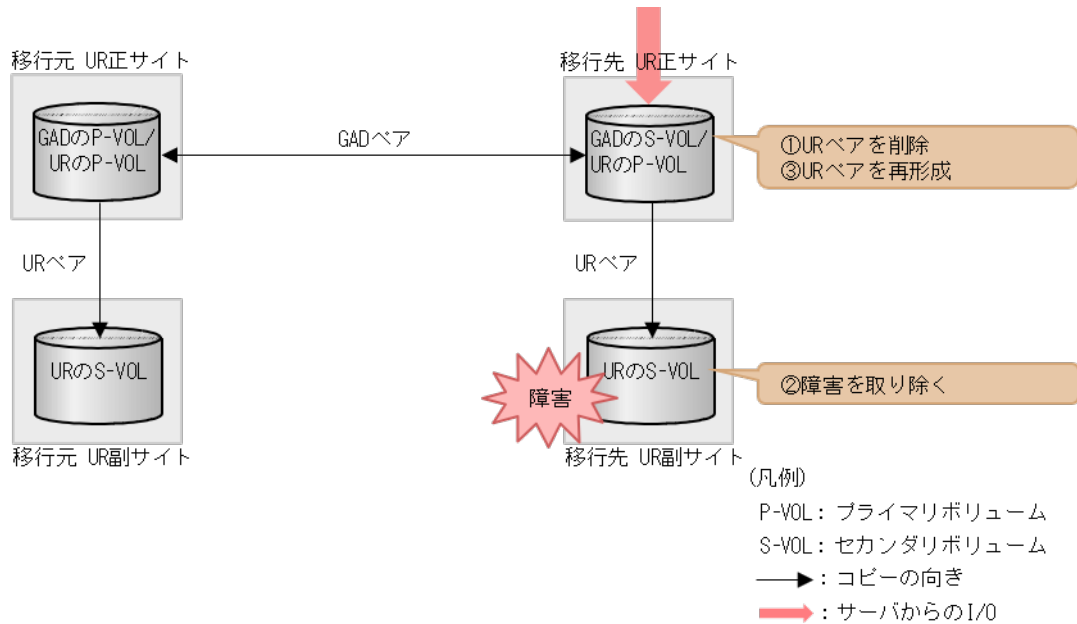 移行元 UR正サイト
移行先 UR正サイト
GADのP-VOL/
URのP-VOL
GADペア
GADのS-VOL/
URのP-VOL
①URペアを削除
③URペアを再形成
URペア
URペア
URのS-VOL
障害
URのS-VOL
②障害を取り除く
移行元 UR副サイト
移行先 UR副サイト
(凡例)
P-VOL: プライマリボリューム
S-VOL: セカンダリボリューム
: コピーの向き
: サーバからのI/O